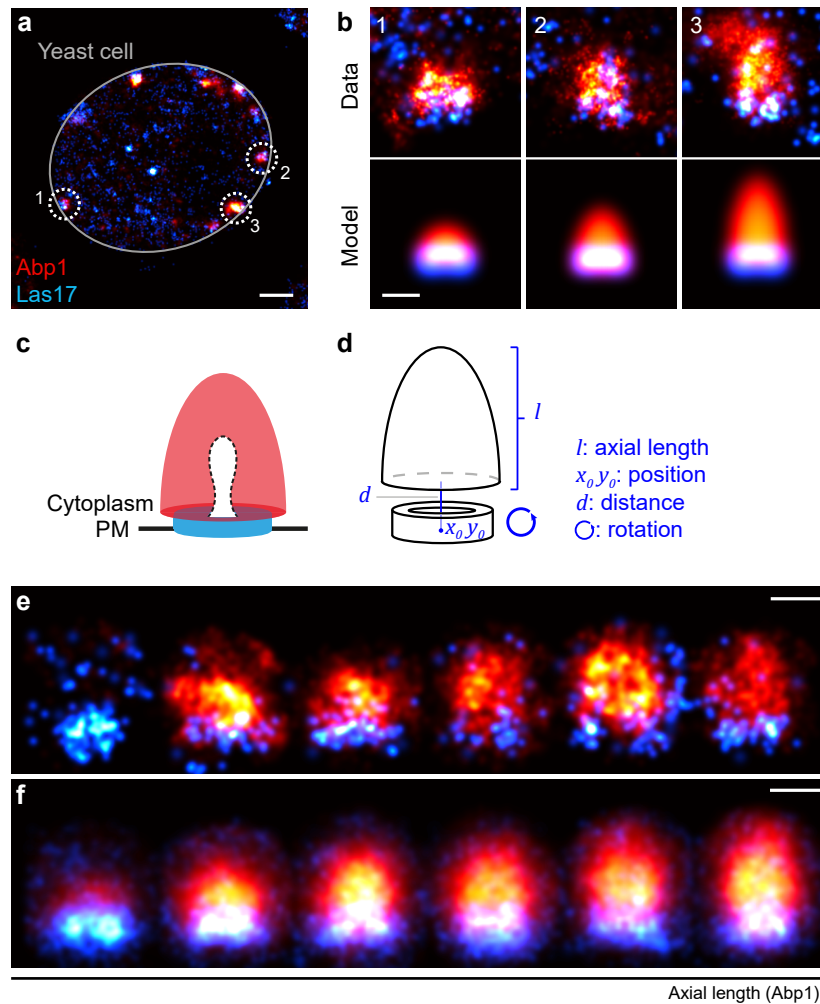 a
Yeast cell
1
2
3
Abp1
Las17
b
1
2
3
Data
Model
c
Cytoplasm
PM
d
l
d
x₀ y₀
l: axial length
x₀ y₀: position
d: distance
: rotation
e
f
Axial length (Abp1)